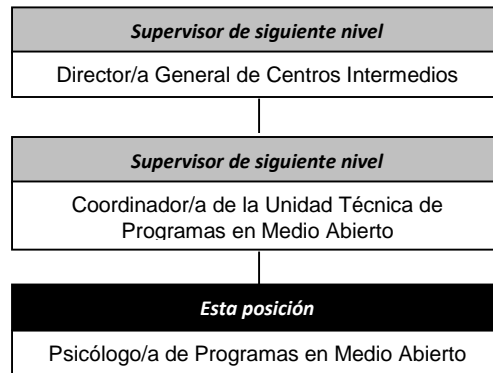 Supervisor de siguiente nivel
Director/a General de Centros Intermedios
Supervisor de siguiente nivel
Coordinador/a de la Unidad Técnica de
Programas en Medio Abierto
Esta posición
Psicólogo/a de Programas en Medio Abierto